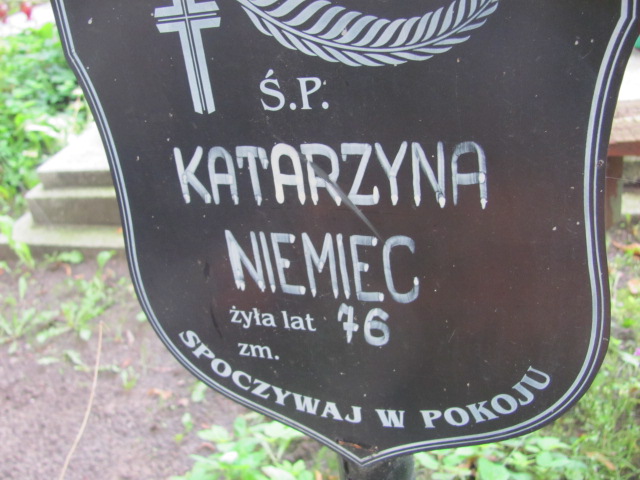 Ś.P.
KATARZYNA
NIEMIEC
żyła lat 76
zm.
SPOCZYWAJ W POKOJU